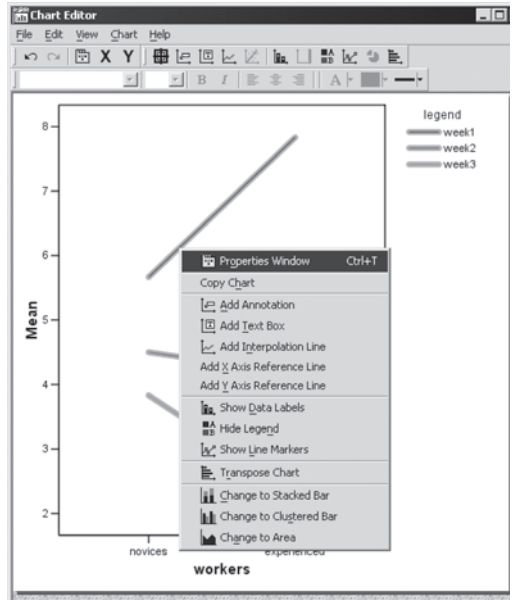 Chart Editor
File Edit View Chart Help
X Y
B I A
legend
week1
week2
week3
8
7
6
5
4
3
2
Mean
Properties Window Ctrl+T
Copy Chart
Add Annotation
Add Text Box
Add Interpolation Line
Add X Axis Reference Line
Add Y Axis Reference Line
Show Data Labels
Hide Legend
Show Line Markers
Transpose Chart
Change to Stacked Bar
Change to Clustered Bar
Change to Area
novices experienced
workers